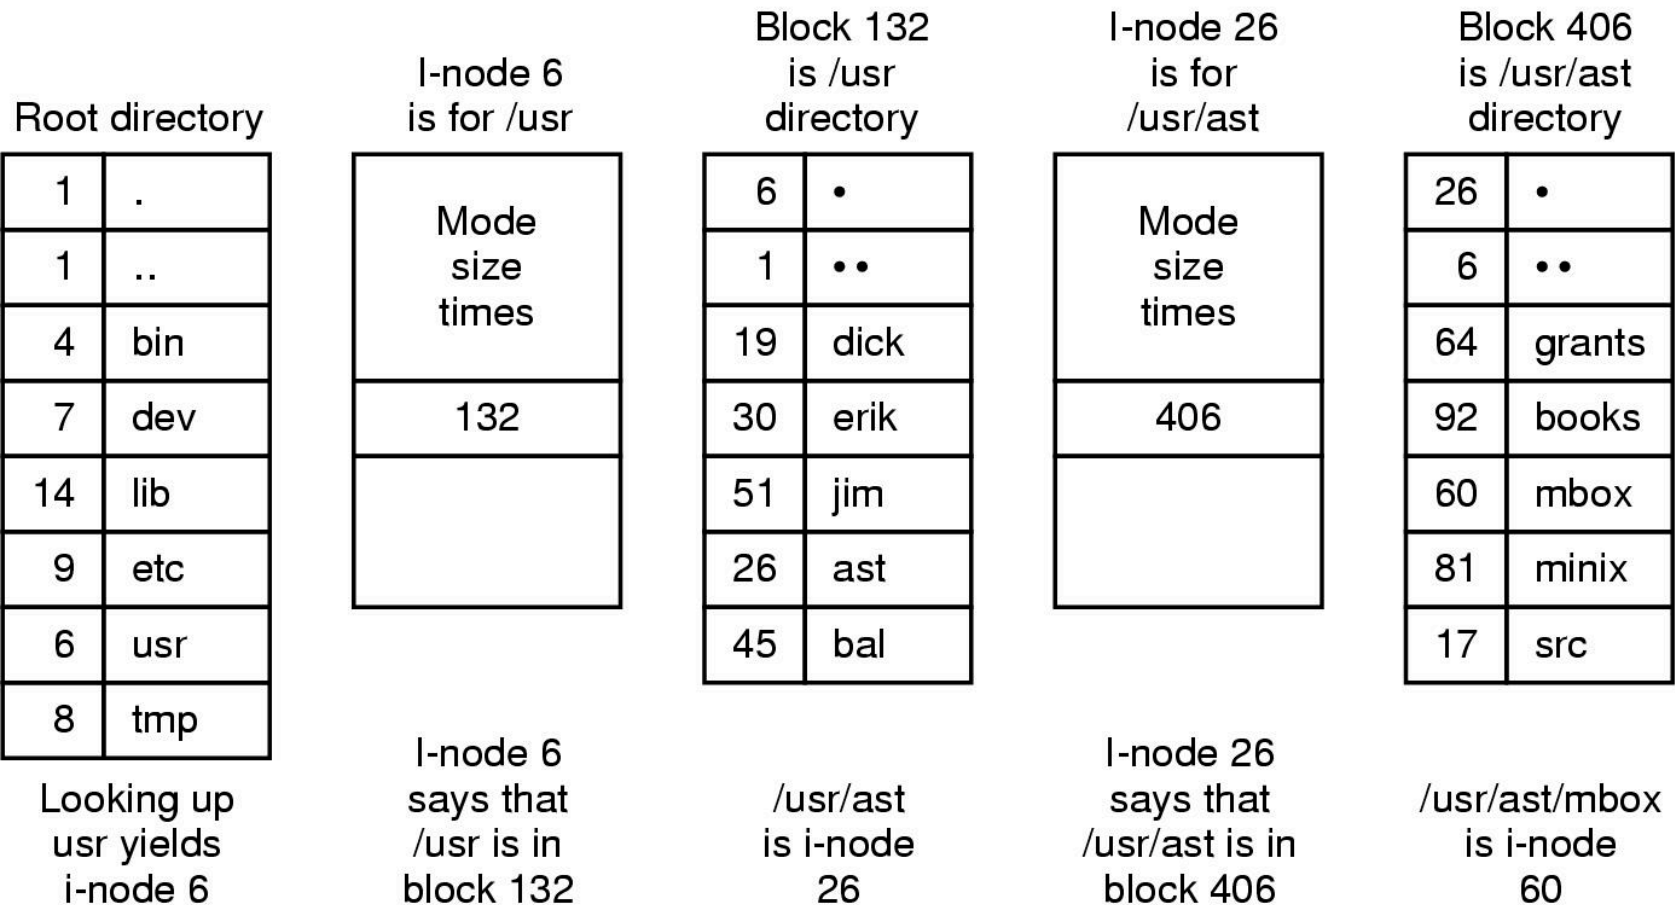 Root directory
1 .
1 ..
4 bin
7 dev
14 lib
9 etc
6 usr
8 tmp
Looking up
usr yields
i-node 6
I-node 6
is for /usr
Mode
size
times
132
I-node 6
says that
/usr is in
block 132
Block 132
is /usr
directory
6 •
1 ••
19 dick
30 erik
51 jim
26 ast
45 bal
/usr/ast
is i-node
26
I-node 26
is for
/usr/ast
Mode
size
times
406
I-node 26
says that
/usr/ast is in
block 406
Block 406
is /usr/ast
directory
26 •
6 ••
64 grants
92 books
60 mbox
81 minix
17 src
/usr/ast/mbox
is i-node
60